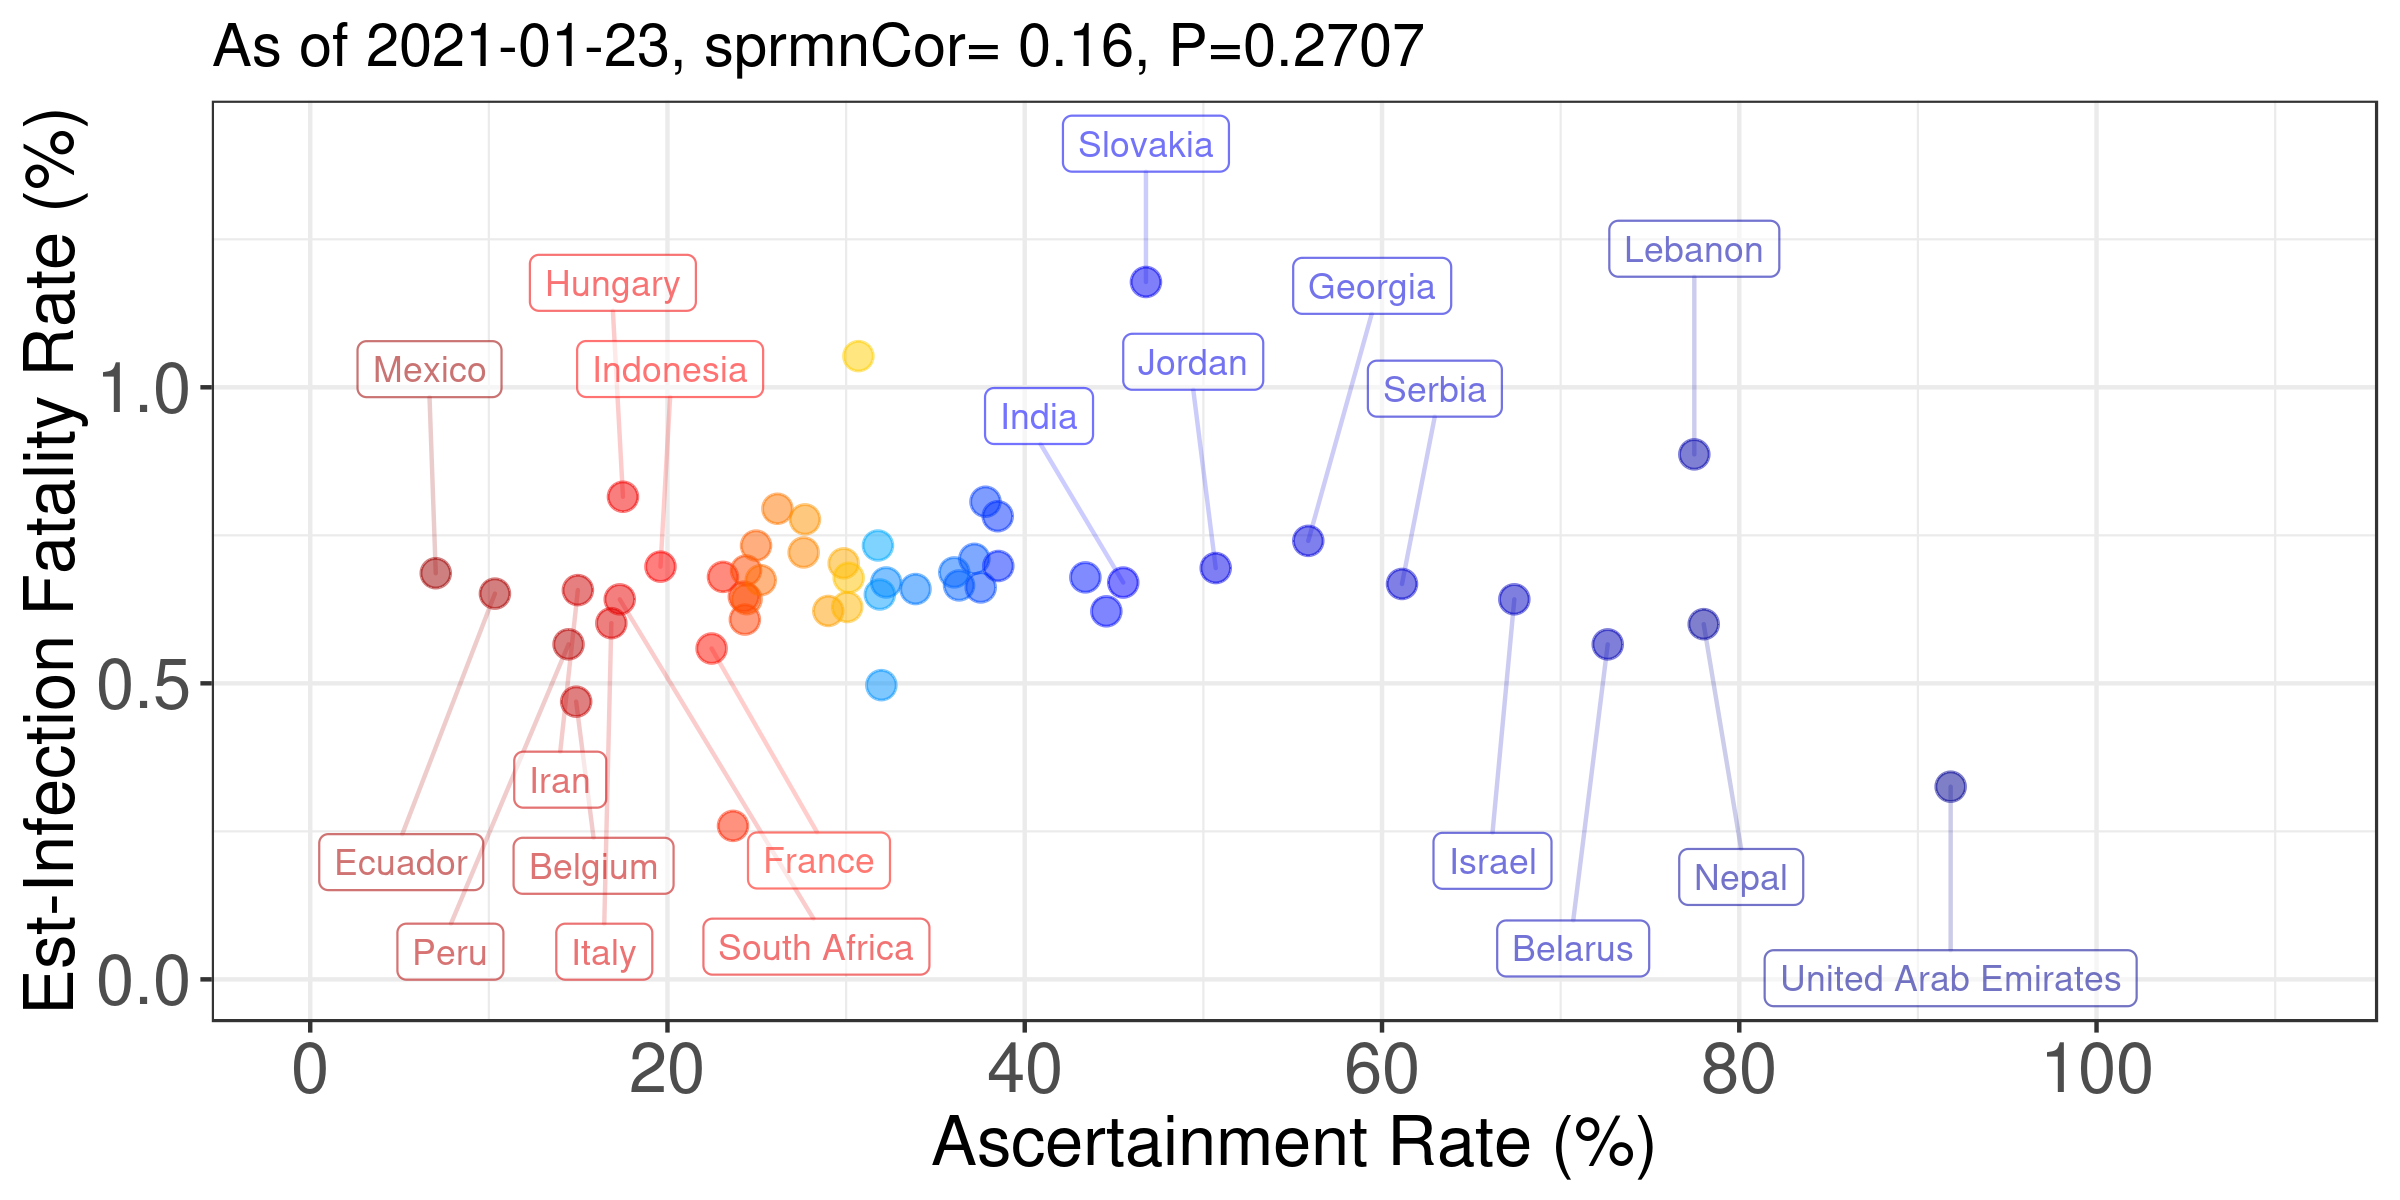 As of 2021-01-23, sprmnCor= 0.16, P=0.2707
Est-Infection Fatality Rate (%)
1.0
0.5
0.0
Slovakia
Lebanon
Hungary
Georgia
Mexico
Indonesia
Jordan
Serbia
India
Iran
Ecuador
Belgium
France
Israel
Nepal
Peru
Italy
South Africa
Belarus
United Arab Emirates
0
20
40
60
80
100
Ascertainment Rate (%)